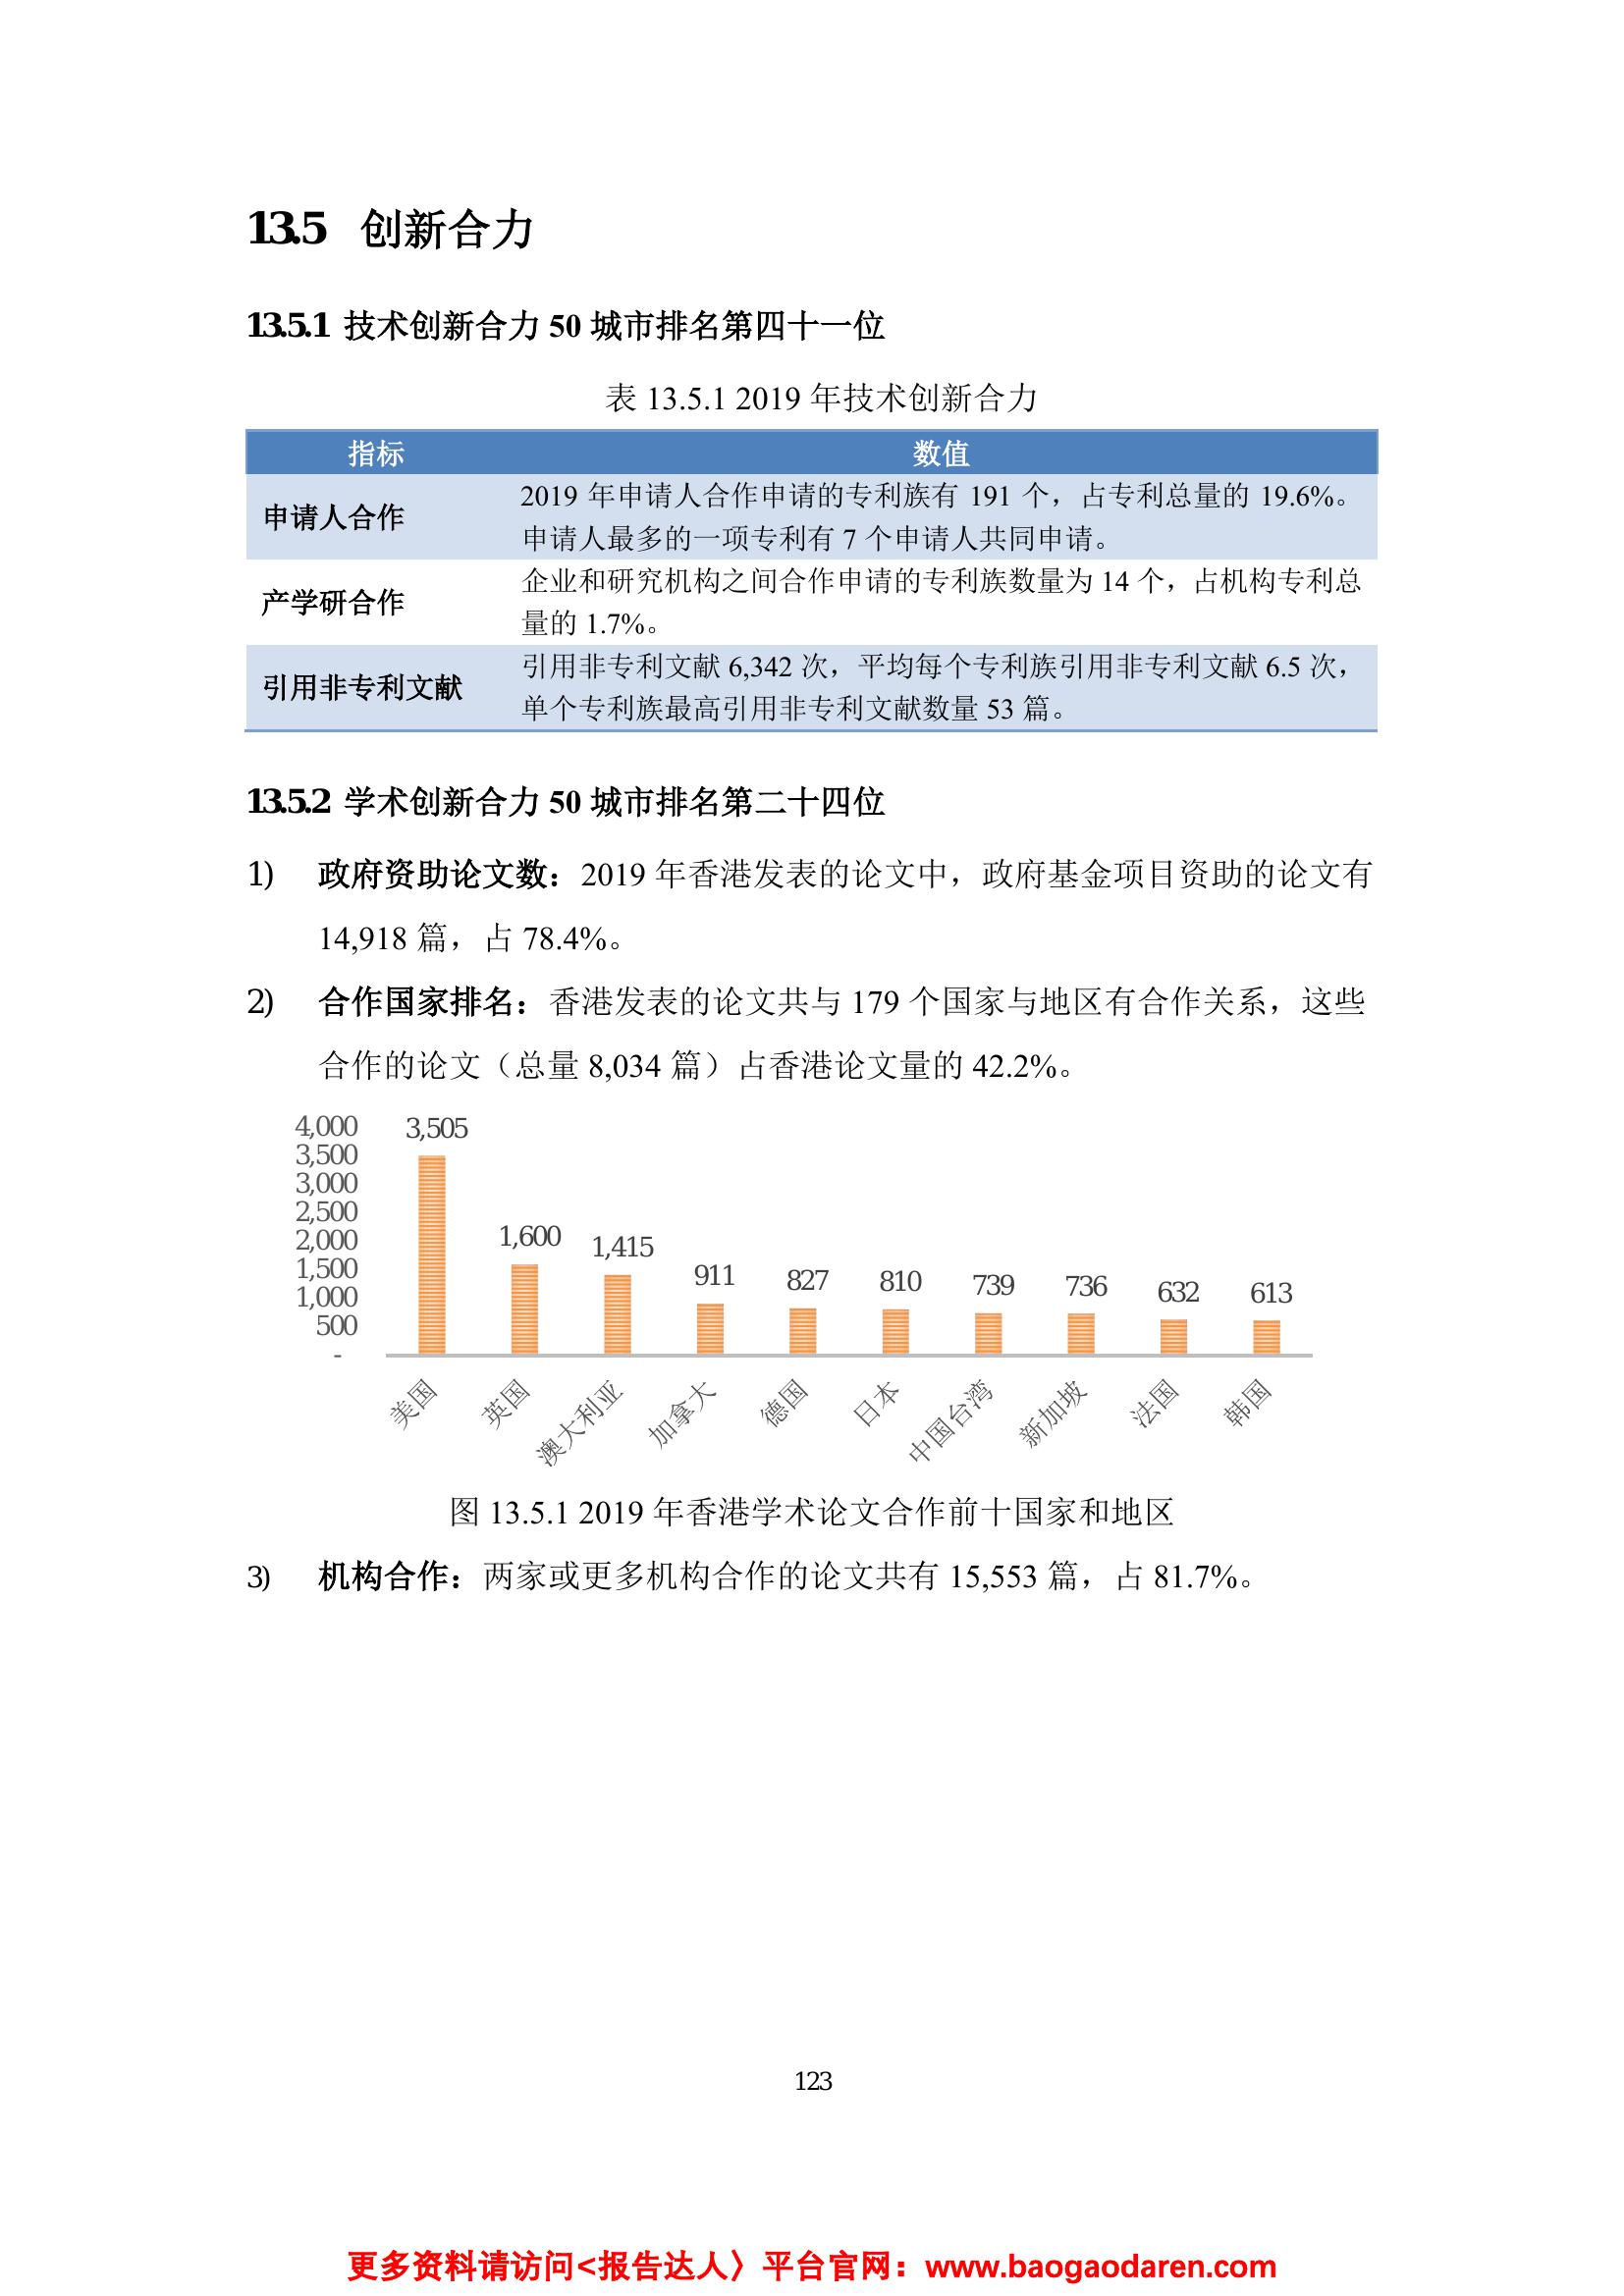 13.5 创新合力
13.5.1 技术创新合力 50 城市排名第四十一位
表 13.5.1 2019 年技术创新合力
指标 数值
申请人合作
2019 年申请人合作申请的专利族有 191 个，占专利总量的 19.6%。
申请人最多的一项专利有 7 个申请人共同申请。
产学研合作
企业和研究机构之间合作申请的专利族数量为 14 个，占机构专利总
量的 1.7%。
引用非专利文献
引用非专利文献 6,342 次，平均每个专利族引用非专利文献 6.5 次，
单个专利族最高引用非专利文献数量 53 篇。
13.5.2 学术创新合力 50 城市排名第二十四位
1) 政府资助论文数：2019 年香港发表的论文中，政府基金项目资助的论文有
14,918 篇，占 78.4%。
2) 合作国家排名：香港发表的论文共与 179 个国家与地区有合作关系，这些
合作的论文（总量 8,034 篇）占香港论文量的 42.2%。
4,000
3,500
3,000
2,500
2,000
1,500
1,000
500
-
3,505
1,600
1,415
911
827
810
739
736
632
613
美国
英国
澳大利亚
加拿大
德国
日本
中国台湾
新加坡
法国
韩国
图 13.5.1 2019 年香港学术论文合作前十国家和地区
3) 机构合作：两家或更多机构合作的论文共有 15,553 篇，占 81.7%。
123
更多资料请访问<报告达人〉平台官网：www.baogaodaren.com